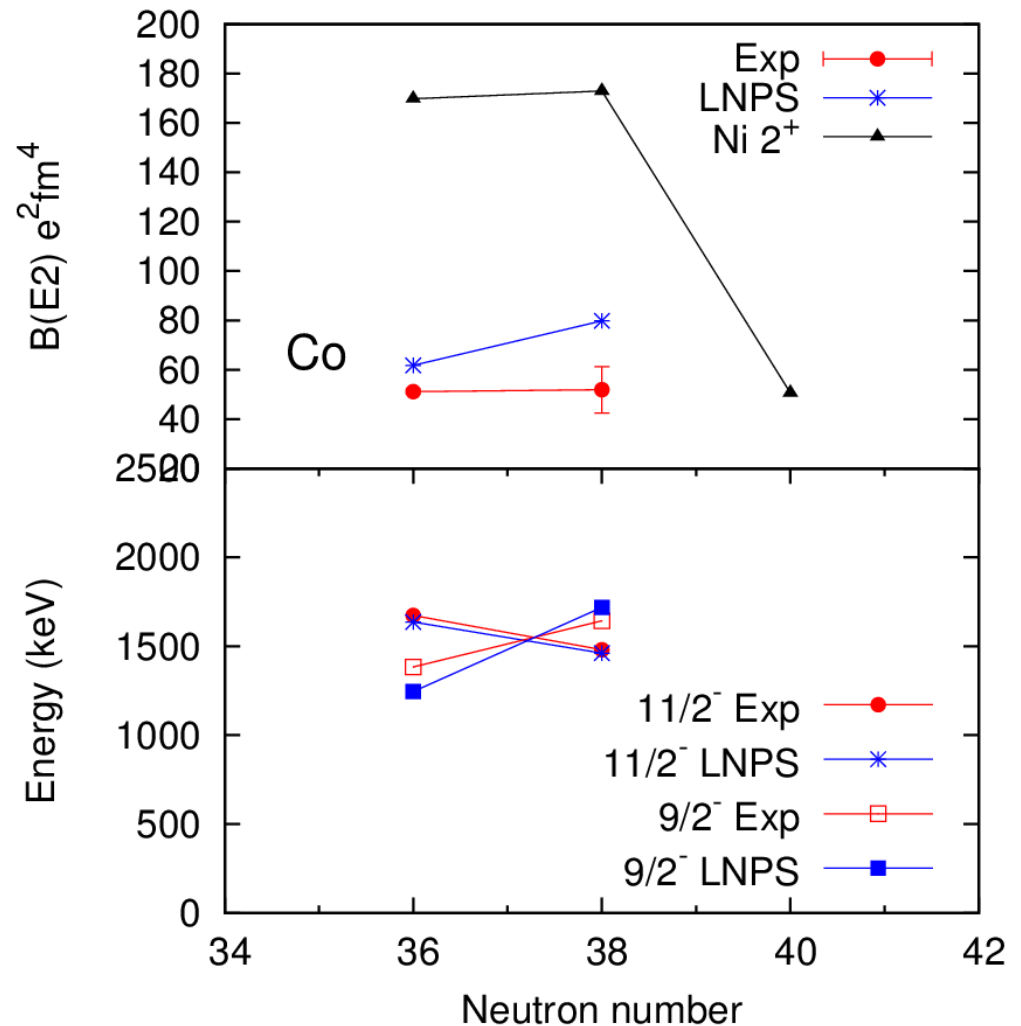 200
180
160
140
120
100
80
60
40
20
B(E2) e²fm⁴
Exp
LNPS
Ni 2⁺
Co
2500
2000
1500
1000
500
0
Energy (keV)
11/2⁻ Exp
11/2⁻ LNPS
9/2⁻ Exp
9/2⁻ LNPS
34 36 38 40 42
Neutron number